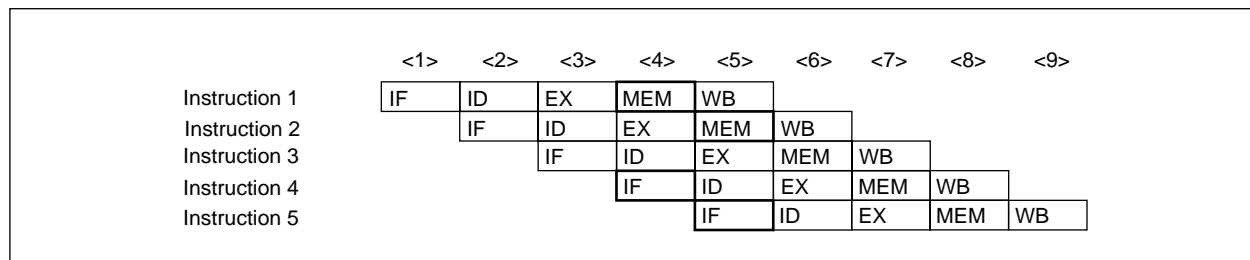 <1> <2> <3> <4> <5> <6> <7> <8> <9>
Instruction 1 IF ID EX MEM WB
Instruction 2 IF ID EX MEM WB
Instruction 3 IF ID EX MEM WB
Instruction 4 IF ID EX MEM WB
Instruction 5 IF ID EX MEM WB